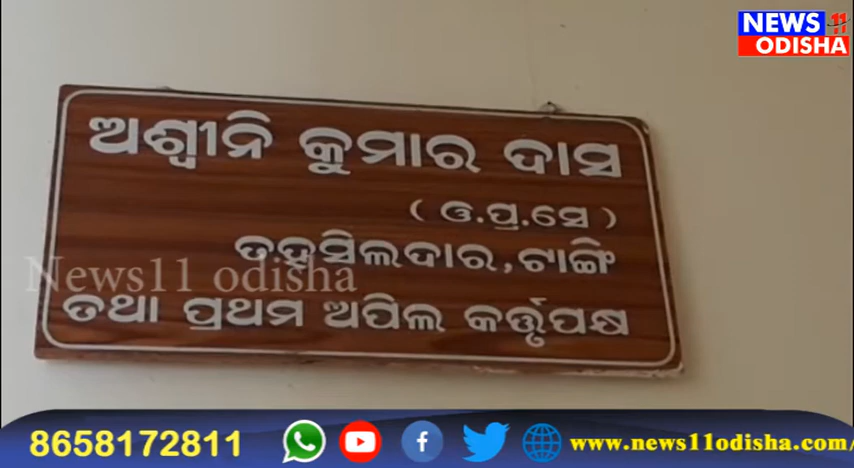 NEWS 11
ODISHA
ଅଶ୍ୱୀନି କୁମାର ଦାସ
( ଓ.ପ୍ର.ସେ )
ତହସିଲଦାର, ଟାଙ୍ଗି
News11 odisha
ତଥା ପ୍ରଥମ ଅପିଲ କର୍ତ୍ତୃପକ୍ଷ
8658172811
www.news11odisha.com/